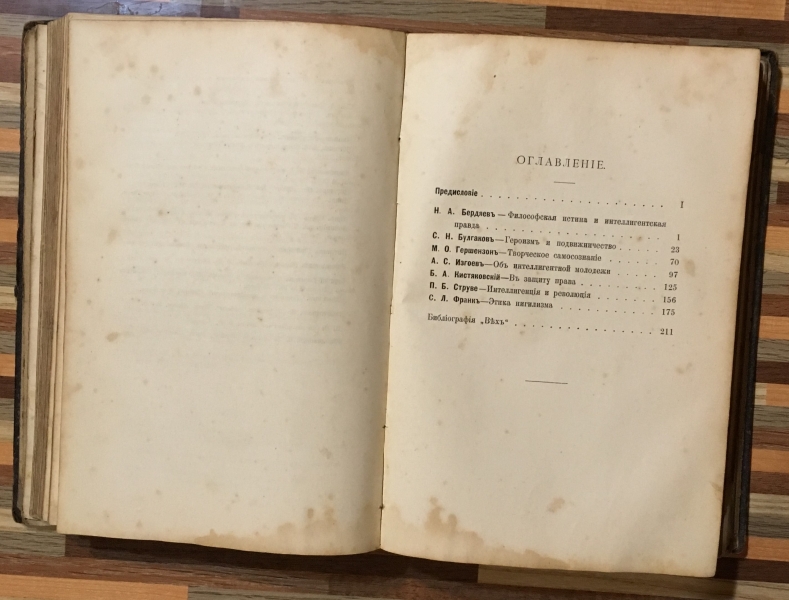 ОГЛАВЛЕНІЕ.
Предисловіе . . . . . . . . . . . . . . . . . . . . I
Н. А. Бердяевъ — Философская истина и интеллигентская
правда . . . . . . . . . . . . . . . . . . 1
С. Н. Булгаковъ—Героизмъ и подвижничество . . . . . 23
М. О. Гершензонъ—Творческое самосознаніе . . . . . 70
А. С. Изгоевъ—Объ интеллигентной молодежи . . . . . 97
Б. А. Кистяковскій—Въ защиту права . . . . . . . . 125
П. Б. Струве—Интеллигенція и революція . . . . . . 156
С. Л. Франкъ—Этика нигилизма . . . . . . . . . . 175
Библіографія „Вѣхъ“ . . . . . . . . . . . . . . . 211